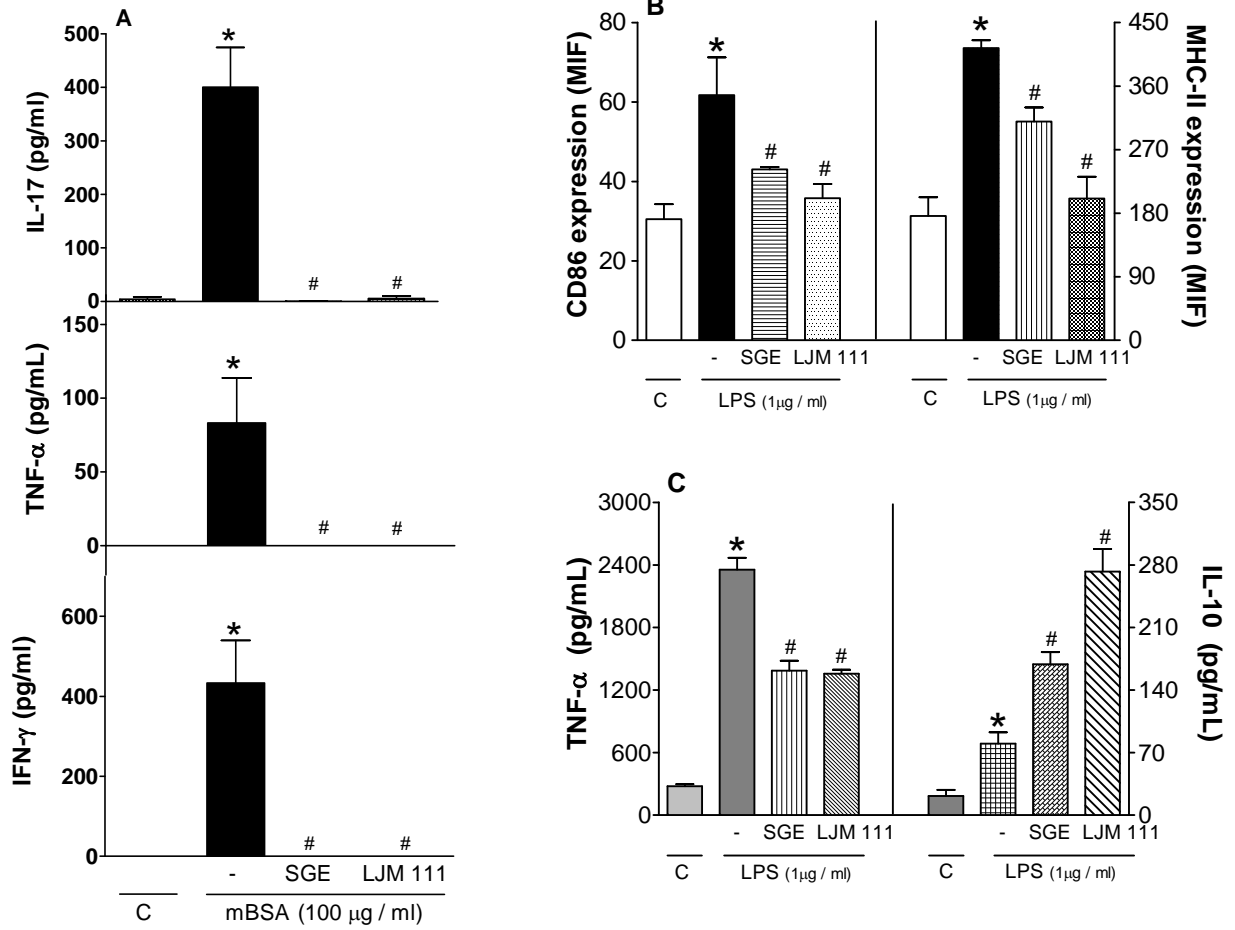 A
500
400
300
200
100
0
IL-17 (pg/ml)
*
#
#
150
100
50
0
TNF-α (pg/mL)
*
#
#
600
400
200
0
IFN-γ (pg/ml)
*
#
#
- SGE LJM 111
C mBSA (100 μg / ml)
B
80
60
40
20
0
CD86 expression (MIF)
*
#
#
*
#
#
450
360
270
180
90
0
MHC-II expression (MIF)
- SGE LJM 111
C LPS (1μg / ml)
- SGE LJM 111
C LPS (1μg / ml)
C
3000
2400
1800
1200
600
0
TNF-α (pg/mL)
*
#
#
*
#
#
350
280
210
140
70
0
IL-10 (pg/mL)
- SGE LJM 111
C LPS (1μg / ml)
- SGE LJM 111
C LPS (1μg / ml)